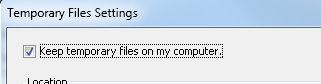 Temporary Files Settings
Keep temporary files on my computer.
Location